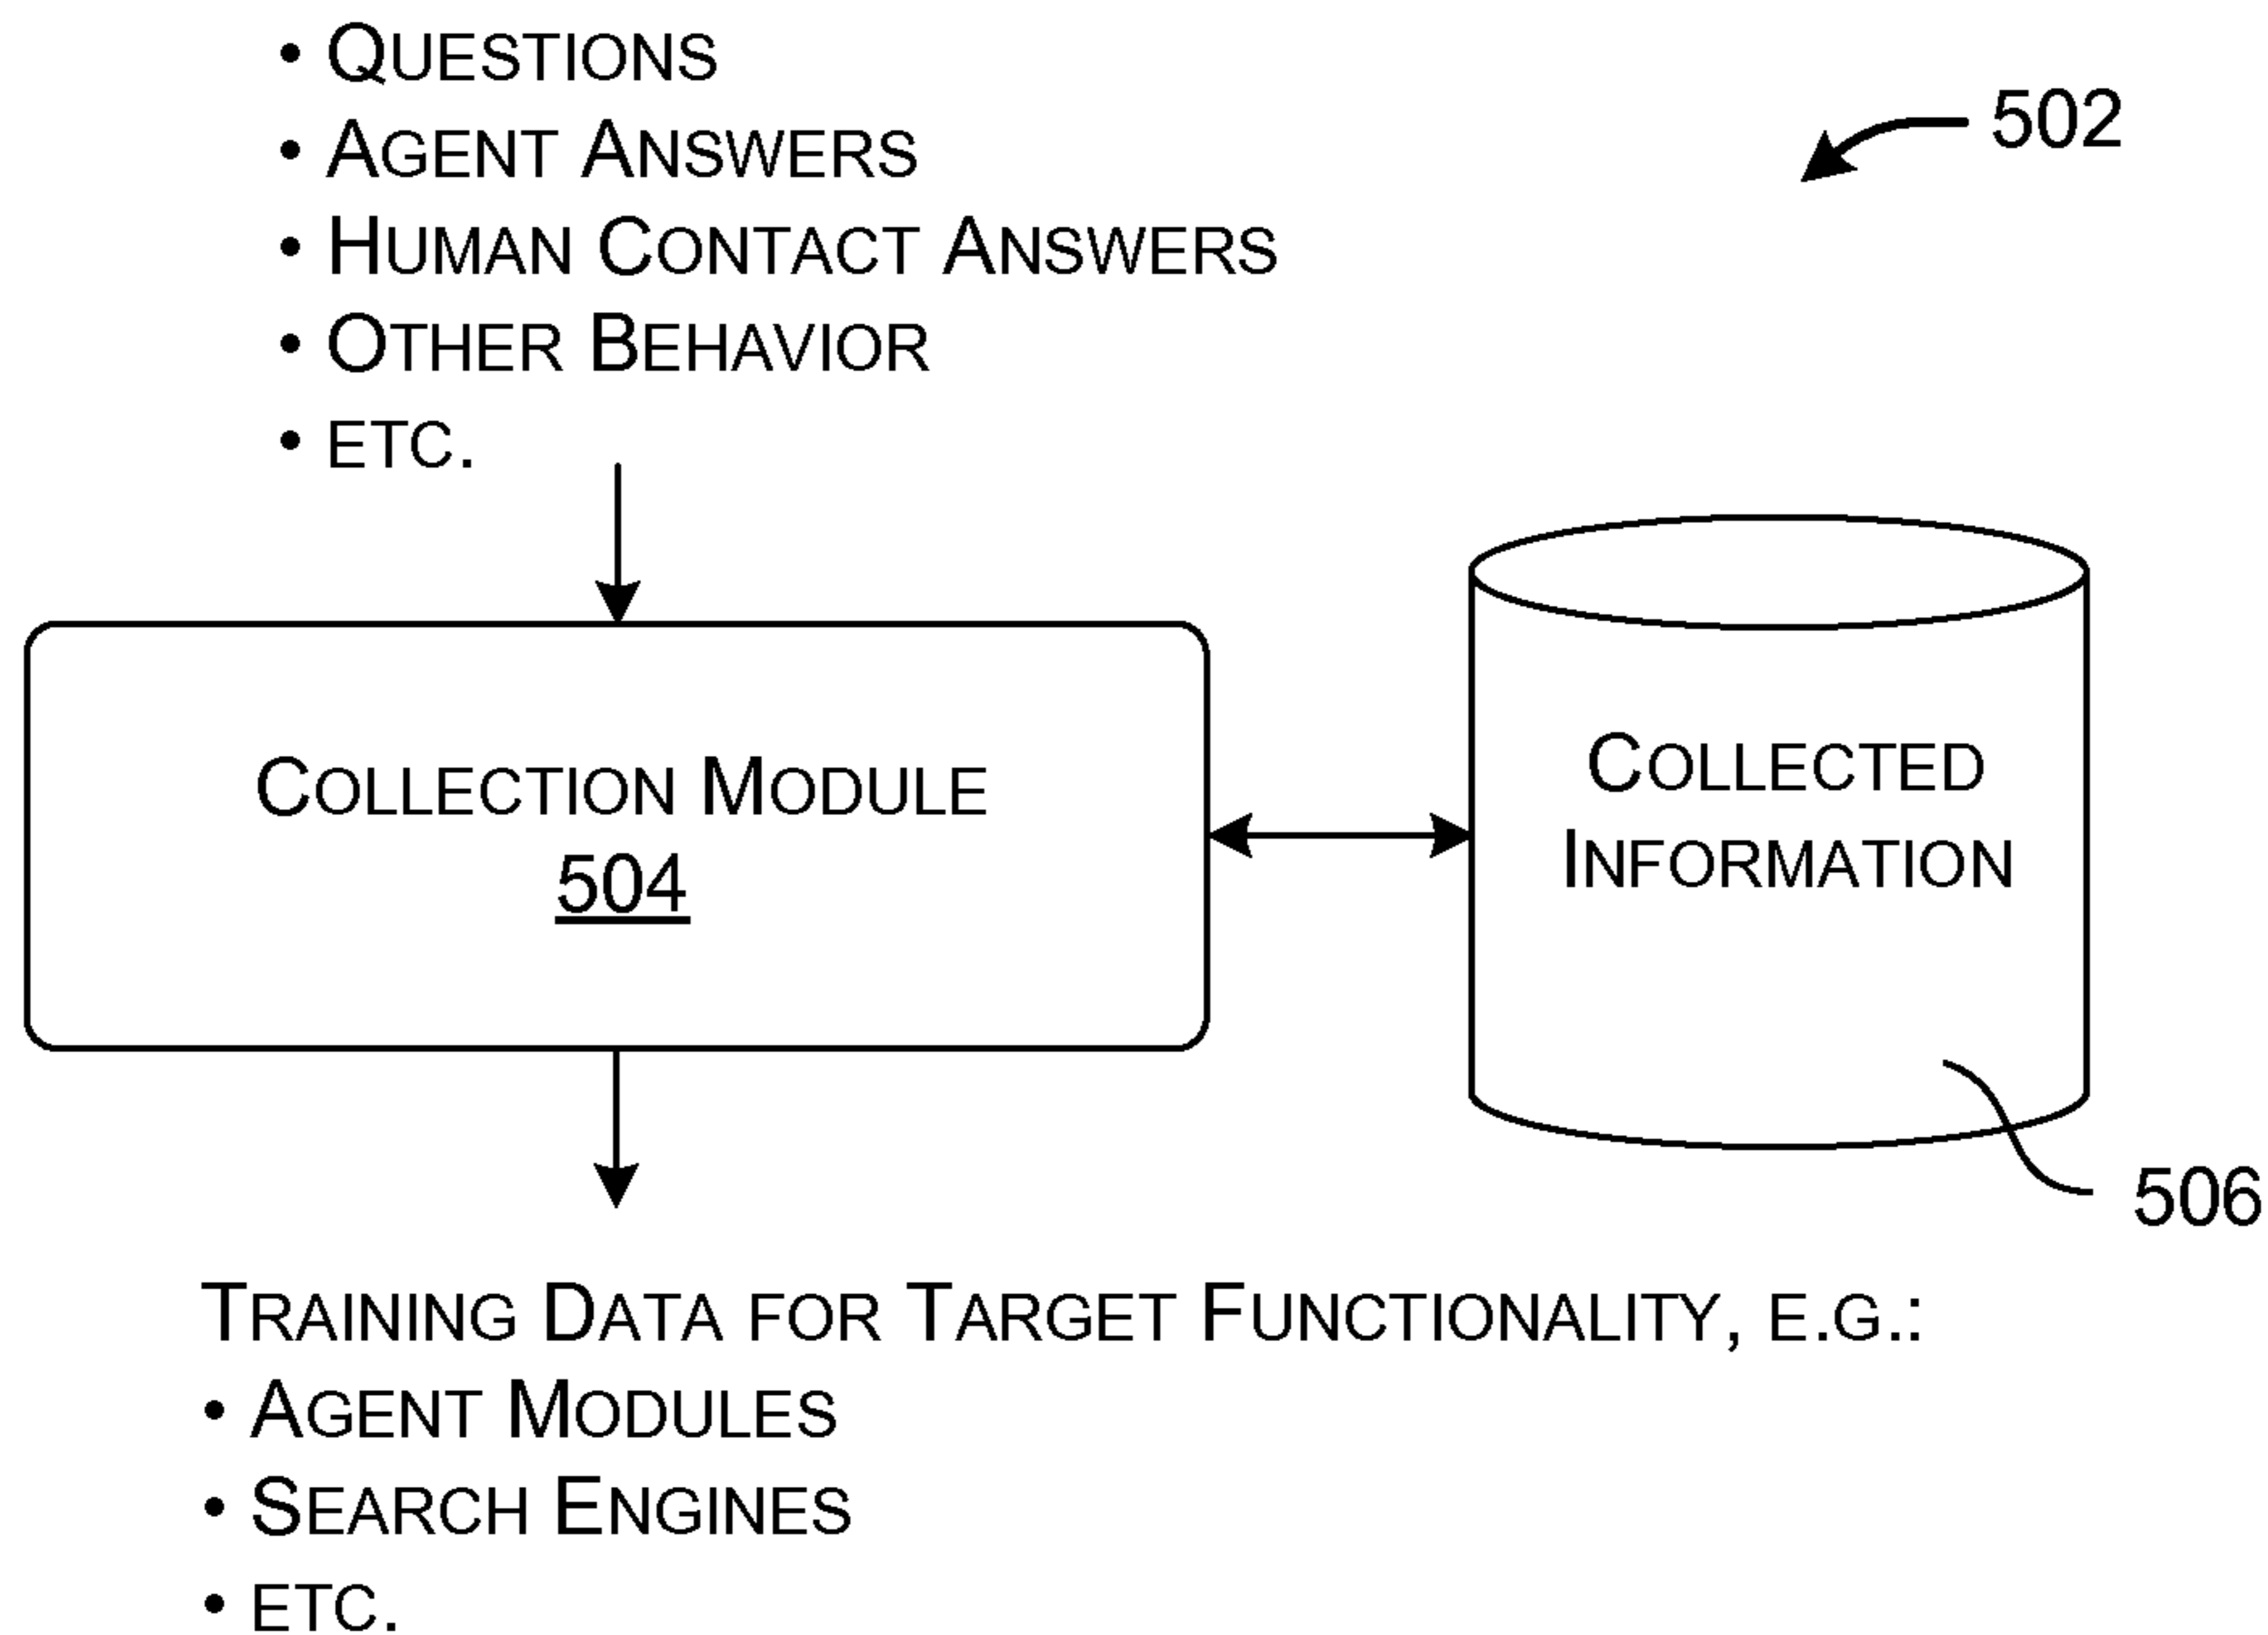 • QUESTIONS
• AGENT ANSWERS
• HUMAN CONTACT ANSWERS
• OTHER BEHAVIOR
• ETC.
502
COLLECTION MODULE
504
COLLECTED
INFORMATION
506
TRAINING DATA FOR TARGET FUNCTIONALITY, E.G.:
• AGENT MODULES
• SEARCH ENGINES
• ETC.